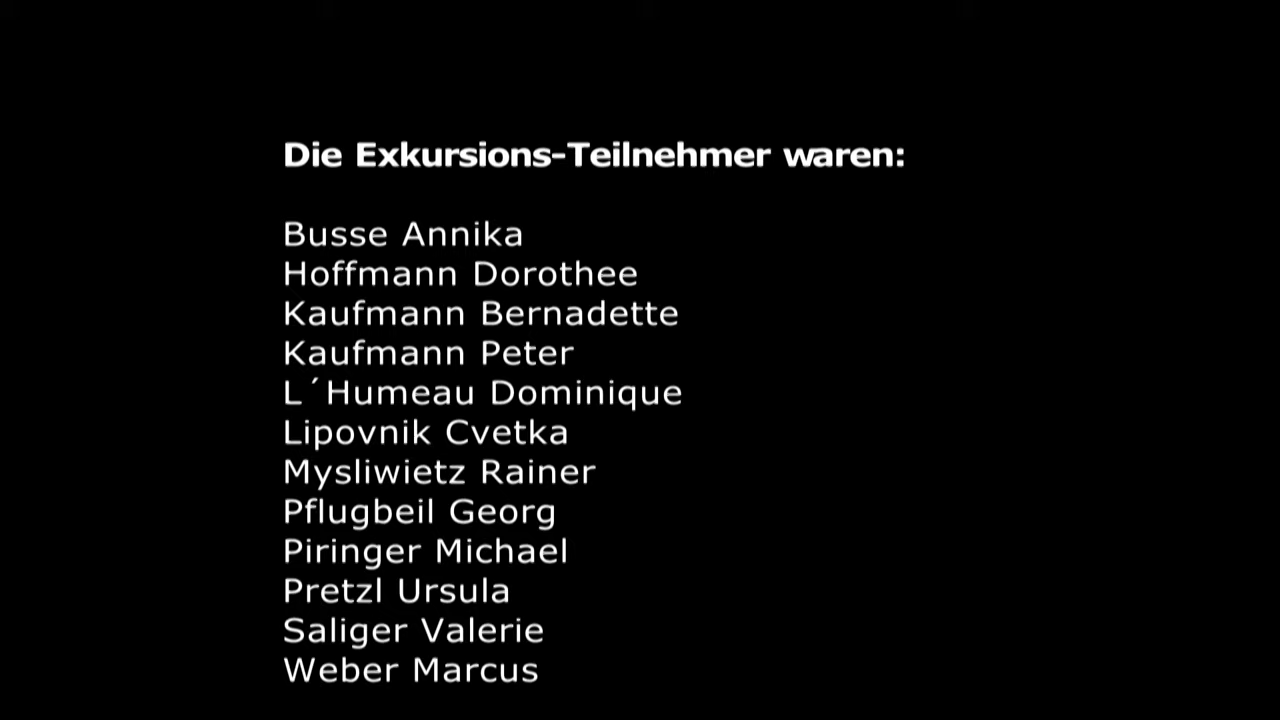 Die Exkursions-Teilnehmer waren:
Busse Annika
Hoffmann Dorothee
Kaufmann Bernadette
Kaufmann Peter
L´Humeau Dominique
Lipovnik Cvetka
Mysliwietz Rainer
Pflugbeil Georg
Piringer Michael
Pretzl Ursula
Saliger Valerie
Weber Marcus